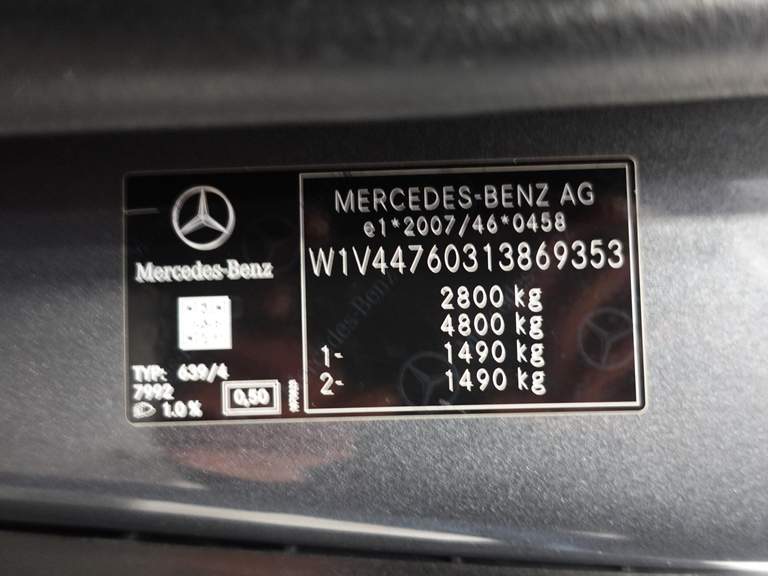 Mercedes-Benz
TYP: 639/4
7992
1.0%
0,50
MERCEDES-BENZ AG
e1*2007/46*0458
W1V44760313869353
2800 kg
4800 kg
1- 1490 kg
2- 1490 kg